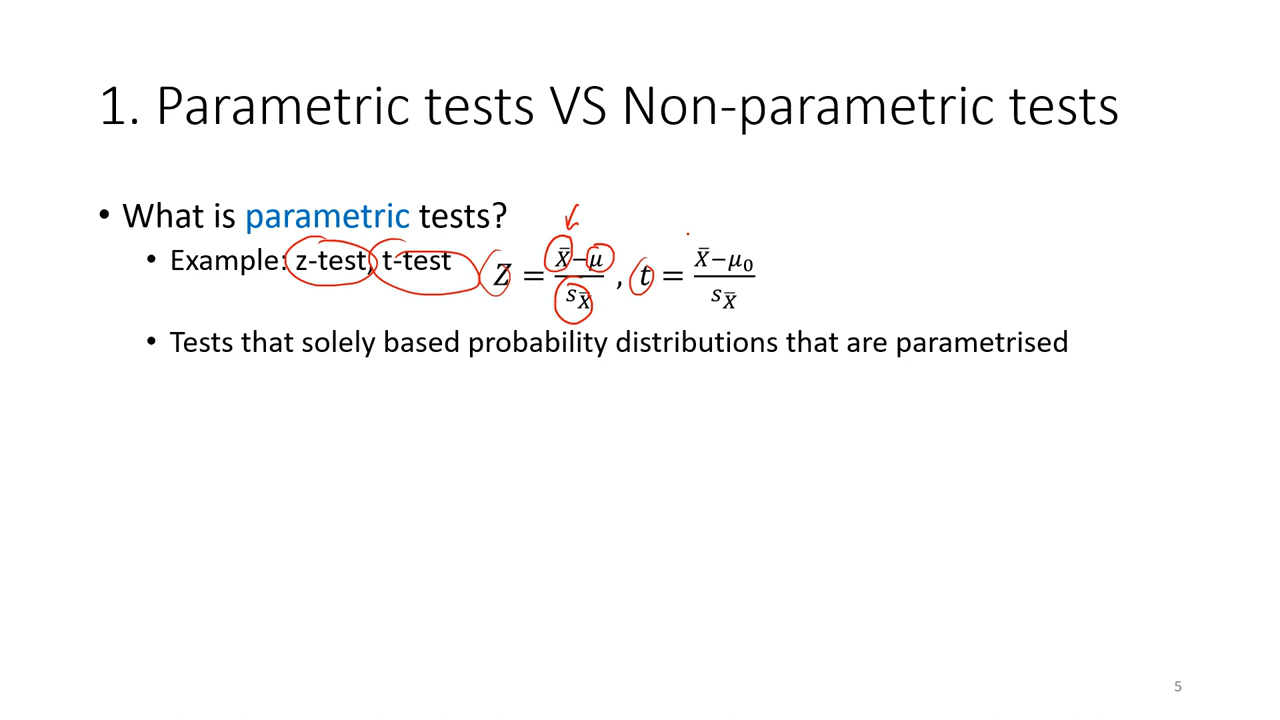 1. Parametric tests VS Non-parametric tests
• What is parametric tests?
• Example: z-test, t-test Z = (X̄−μ)/s_X̄ , t = (X̄−μ₀)/s_X̄
• Tests that solely based probability distributions that are parametrised
5